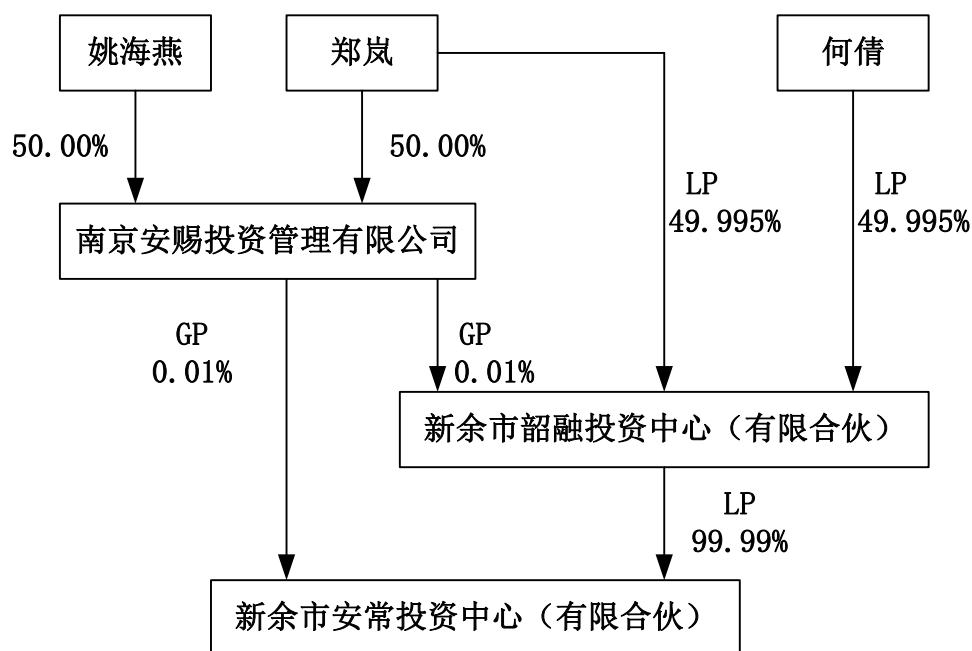 姚海燕
郑岚
何倩
50.00%
50.00%
LP
49.995%
LP
49.995%
南京安赐投资管理有限公司
GP
0.01%
GP
0.01%
新余市韶融投资中心（有限合伙）
LP
99.99%
新余市安常投资中心（有限合伙）